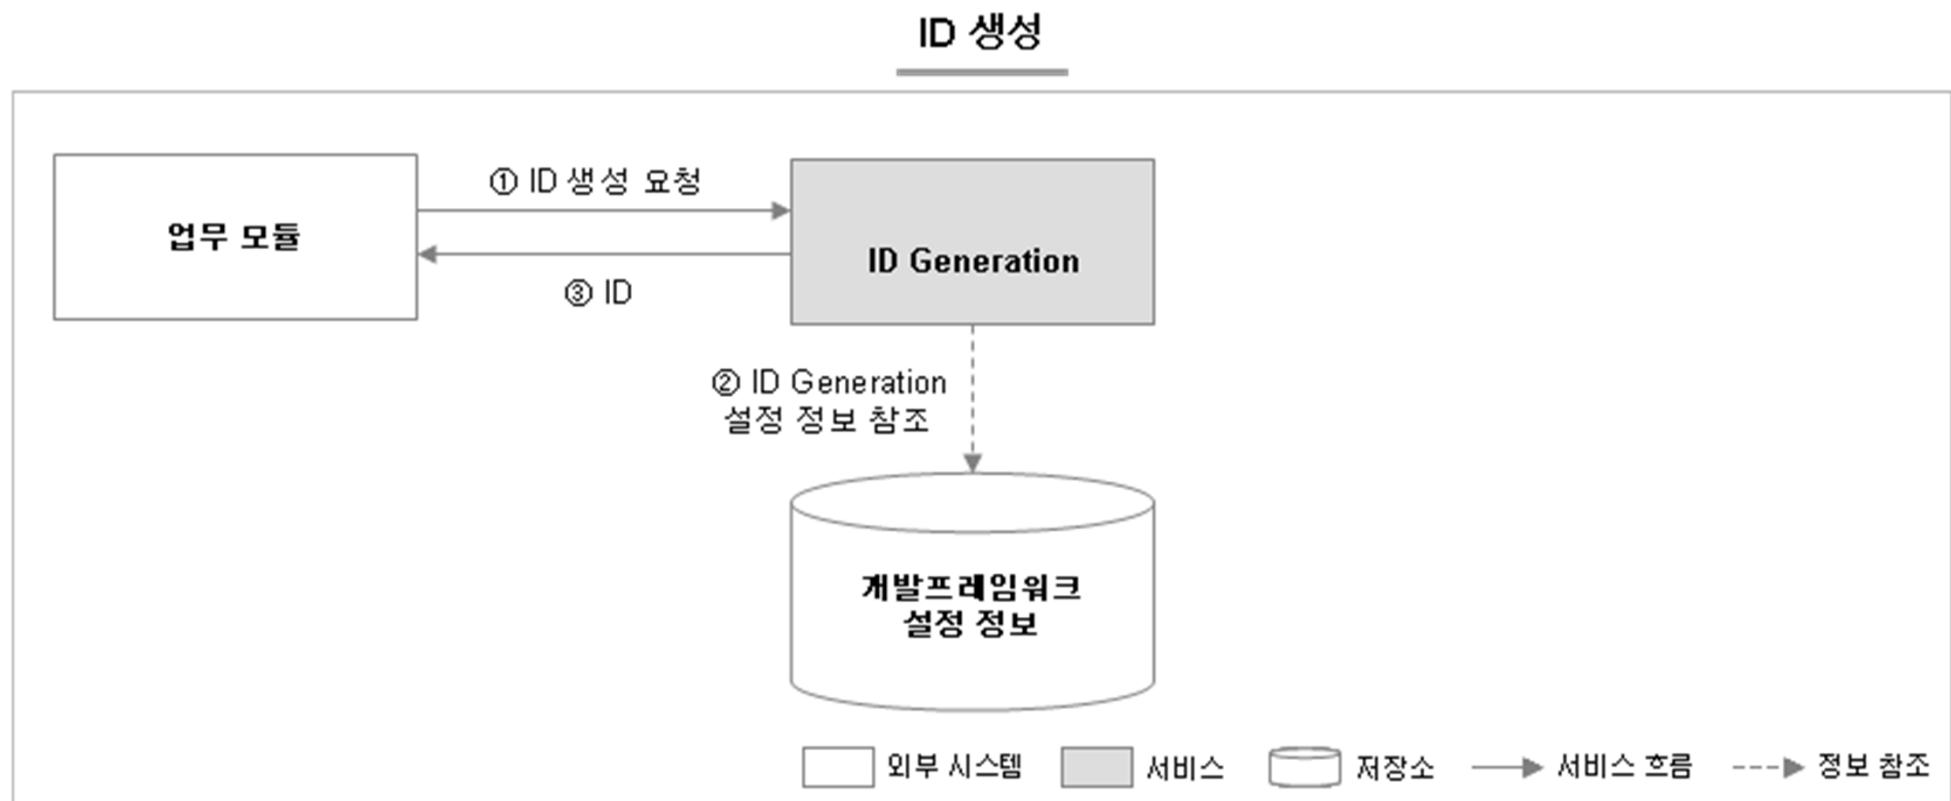 ID 생성
① ID 생성 요청
업무 모듈
ID Generation
③ ID
② ID Generation
설정 정보 참조
개발프레임워크
설정 정보
외부 시스템
서비스
저장소
서비스 흐름
정보 참조